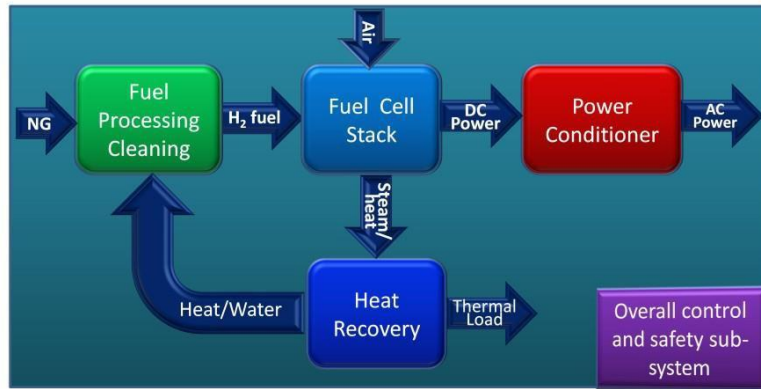 Air
NG
Fuel
Processing
Cleaning
H₂ fuel
Fuel Cell
Stack
DC
Power
Power
Conditioner
AC
Power
Steam/
heat
Heat/Water
Heat
Recovery
Thermal
Load
Overall control
and safety sub-
system